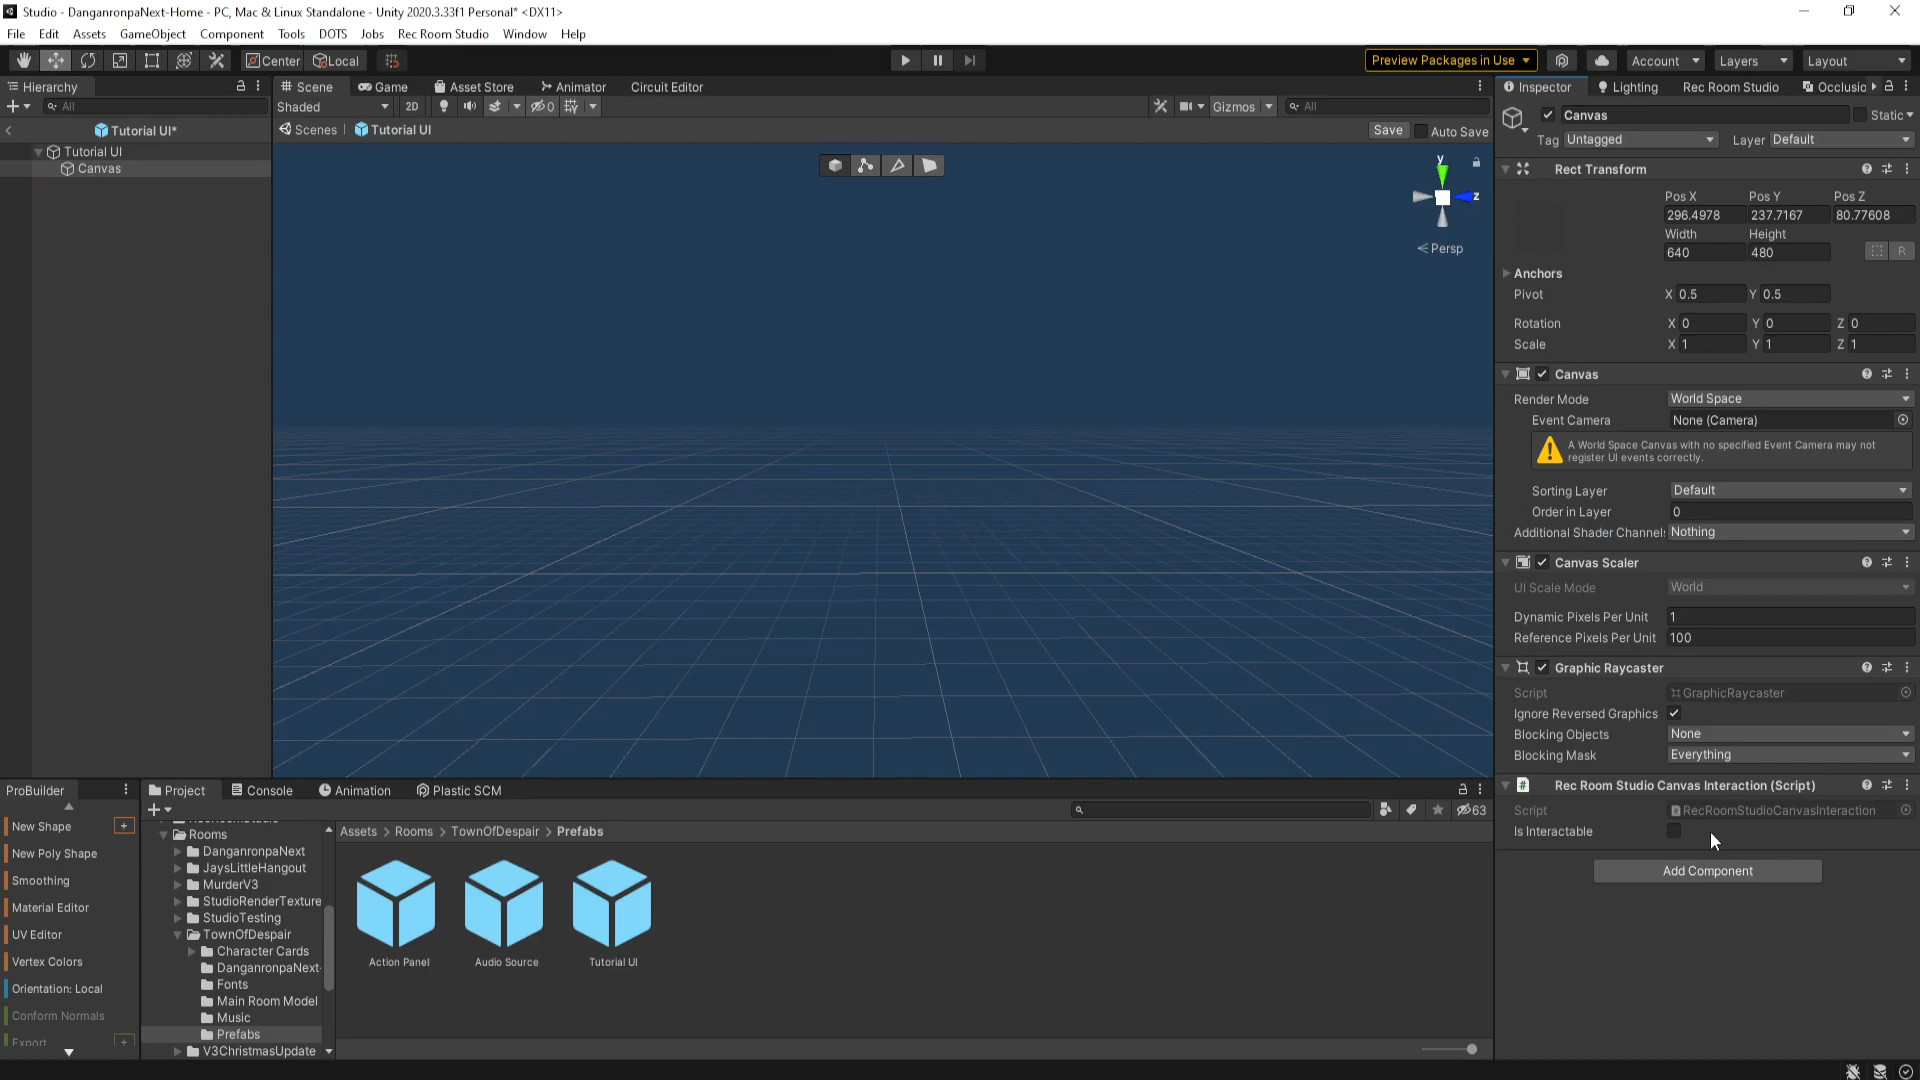 Studio - DanganronpaNext-Home - PC, Mac & Linux Standalone - Unity 2020.3.33f1 Personal* <DX11>
File Edit Assets GameObject Component Tools DOTS Jobs Rec Room Studio Window Help
Center Local Preview Packages in Use Account Layers Layout
Hierarchy Scene Game Asset Store Animator Circuit Editor Inspector Lighting Rec Room Studio Occlusio
All Shaded 2D 0 Gizmos All
Canvas Static
Tutorial UI* Scenes Tutorial UI Save Auto Save
Tag Untagged Layer Default
Tutorial UI
Canvas
y
z
Persp
Rect Transform
Pos X Pos Y Pos Z
296.4978 237.7167 80.77608
Width Height
640 480 R
Anchors
Pivot X 0.5 Y 0.5
Rotation X 0 Y 0 Z 0
Scale X 1 Y 1 Z 1
Canvas
Render Mode World Space
Event Camera None (Camera)
A World Space Canvas with no specified Event Camera may not
register UI events correctly.
Sorting Layer Default
Order in Layer 0
Additional Shader Channel: Nothing
Canvas Scaler
UI Scale Mode World
Dynamic Pixels Per Unit 1
Reference Pixels Per Unit 100
Graphic Raycaster
Script GraphicRaycaster
Ignore Reversed Graphics
Blocking Objects None
Blocking Mask Everything
Rec Room Studio Canvas Interaction (Script)
Script RecRoomStudioCanvasInteraction
Is Interactable
Add Component
ProBuilder
New Shape
New Poly Shape
Smoothing
Material Editor
UV Editor
Vertex Colors
Orientation: Local
Conform Normals
Export
Project Console Animation Plastic SCM
63
Rooms
DanganronpaNext
JaysLittleHangout
MurderV3
StudioRenderTexture
StudioTesting
TownOfDespair
Character Cards
DanganronpaNext
Fonts
Main Room Model
Music
Prefabs
V3ChristmasUpdate
Assets > Rooms > TownOfDespair > Prefabs
Action Panel Audio Source Tutorial UI